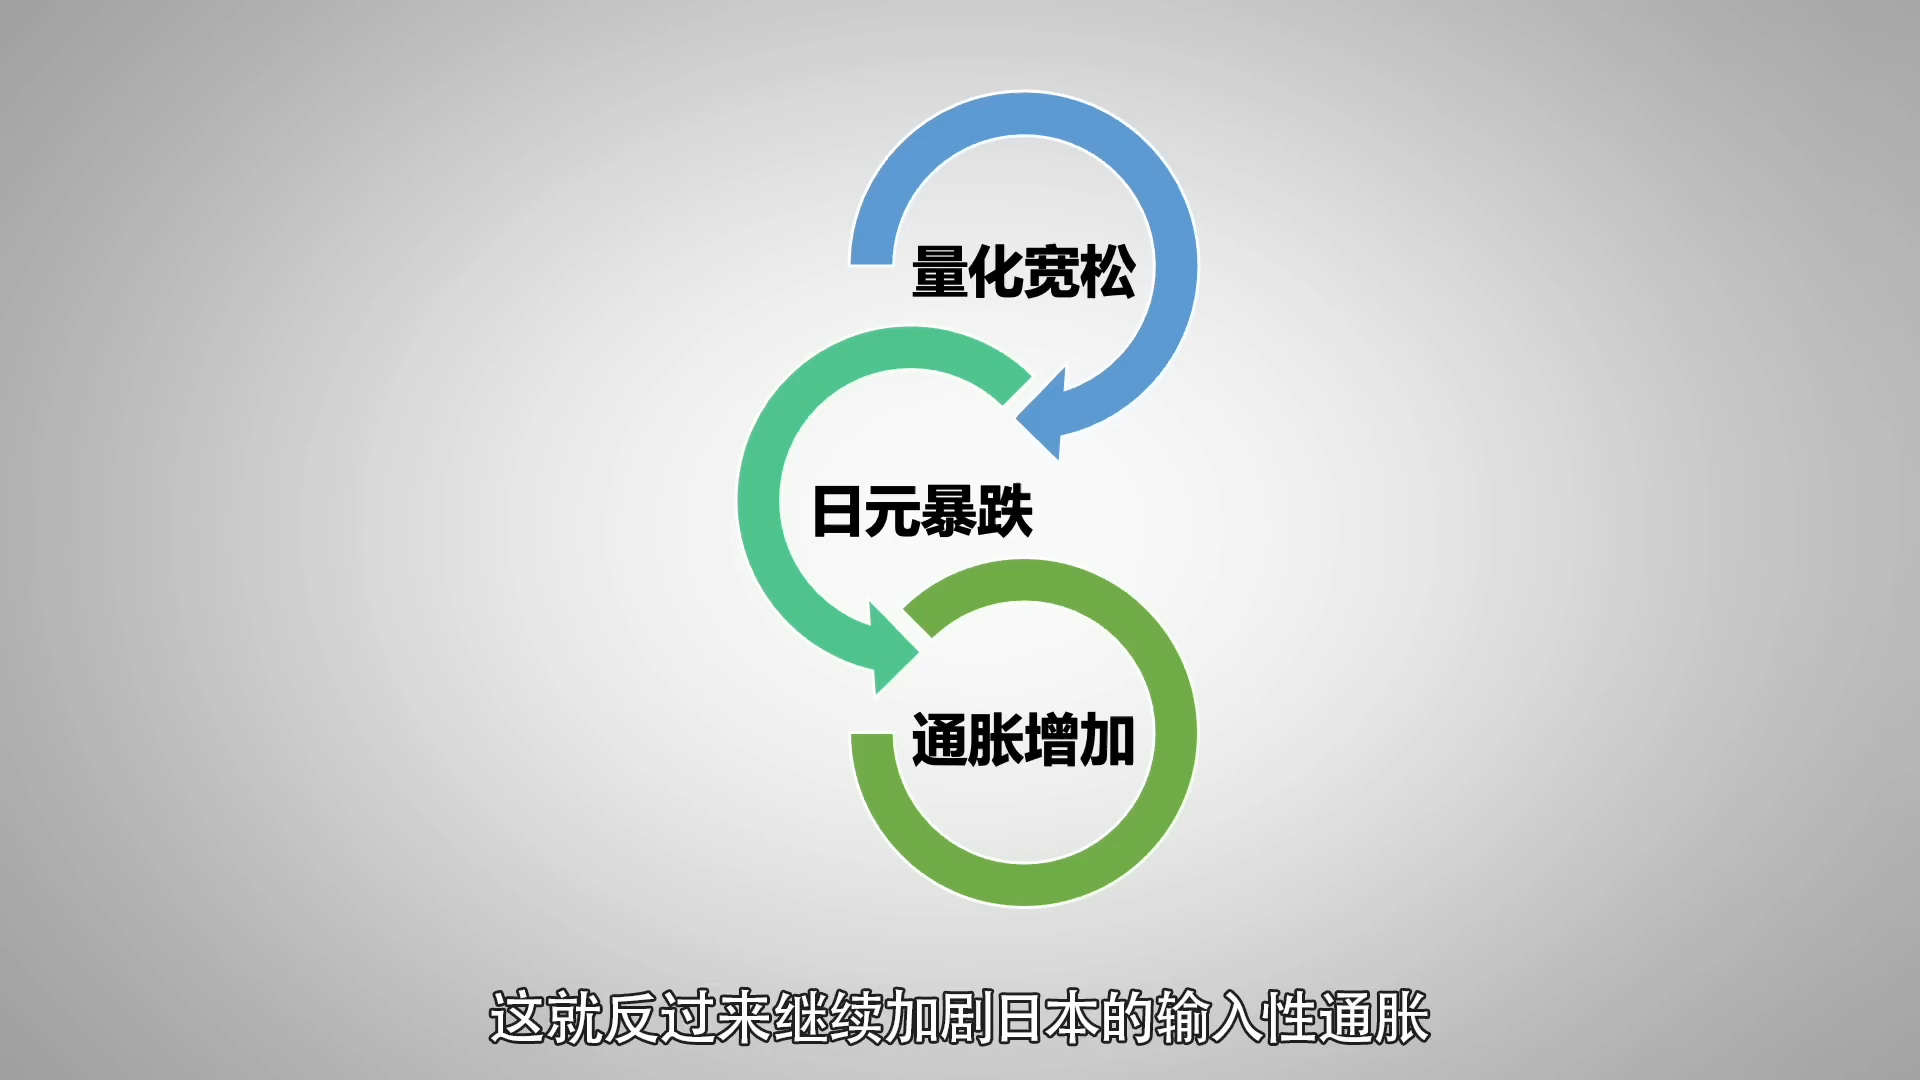 量化宽松
日元暴跌
通胀增加
这就反过来继续加剧日本的输入性通胀